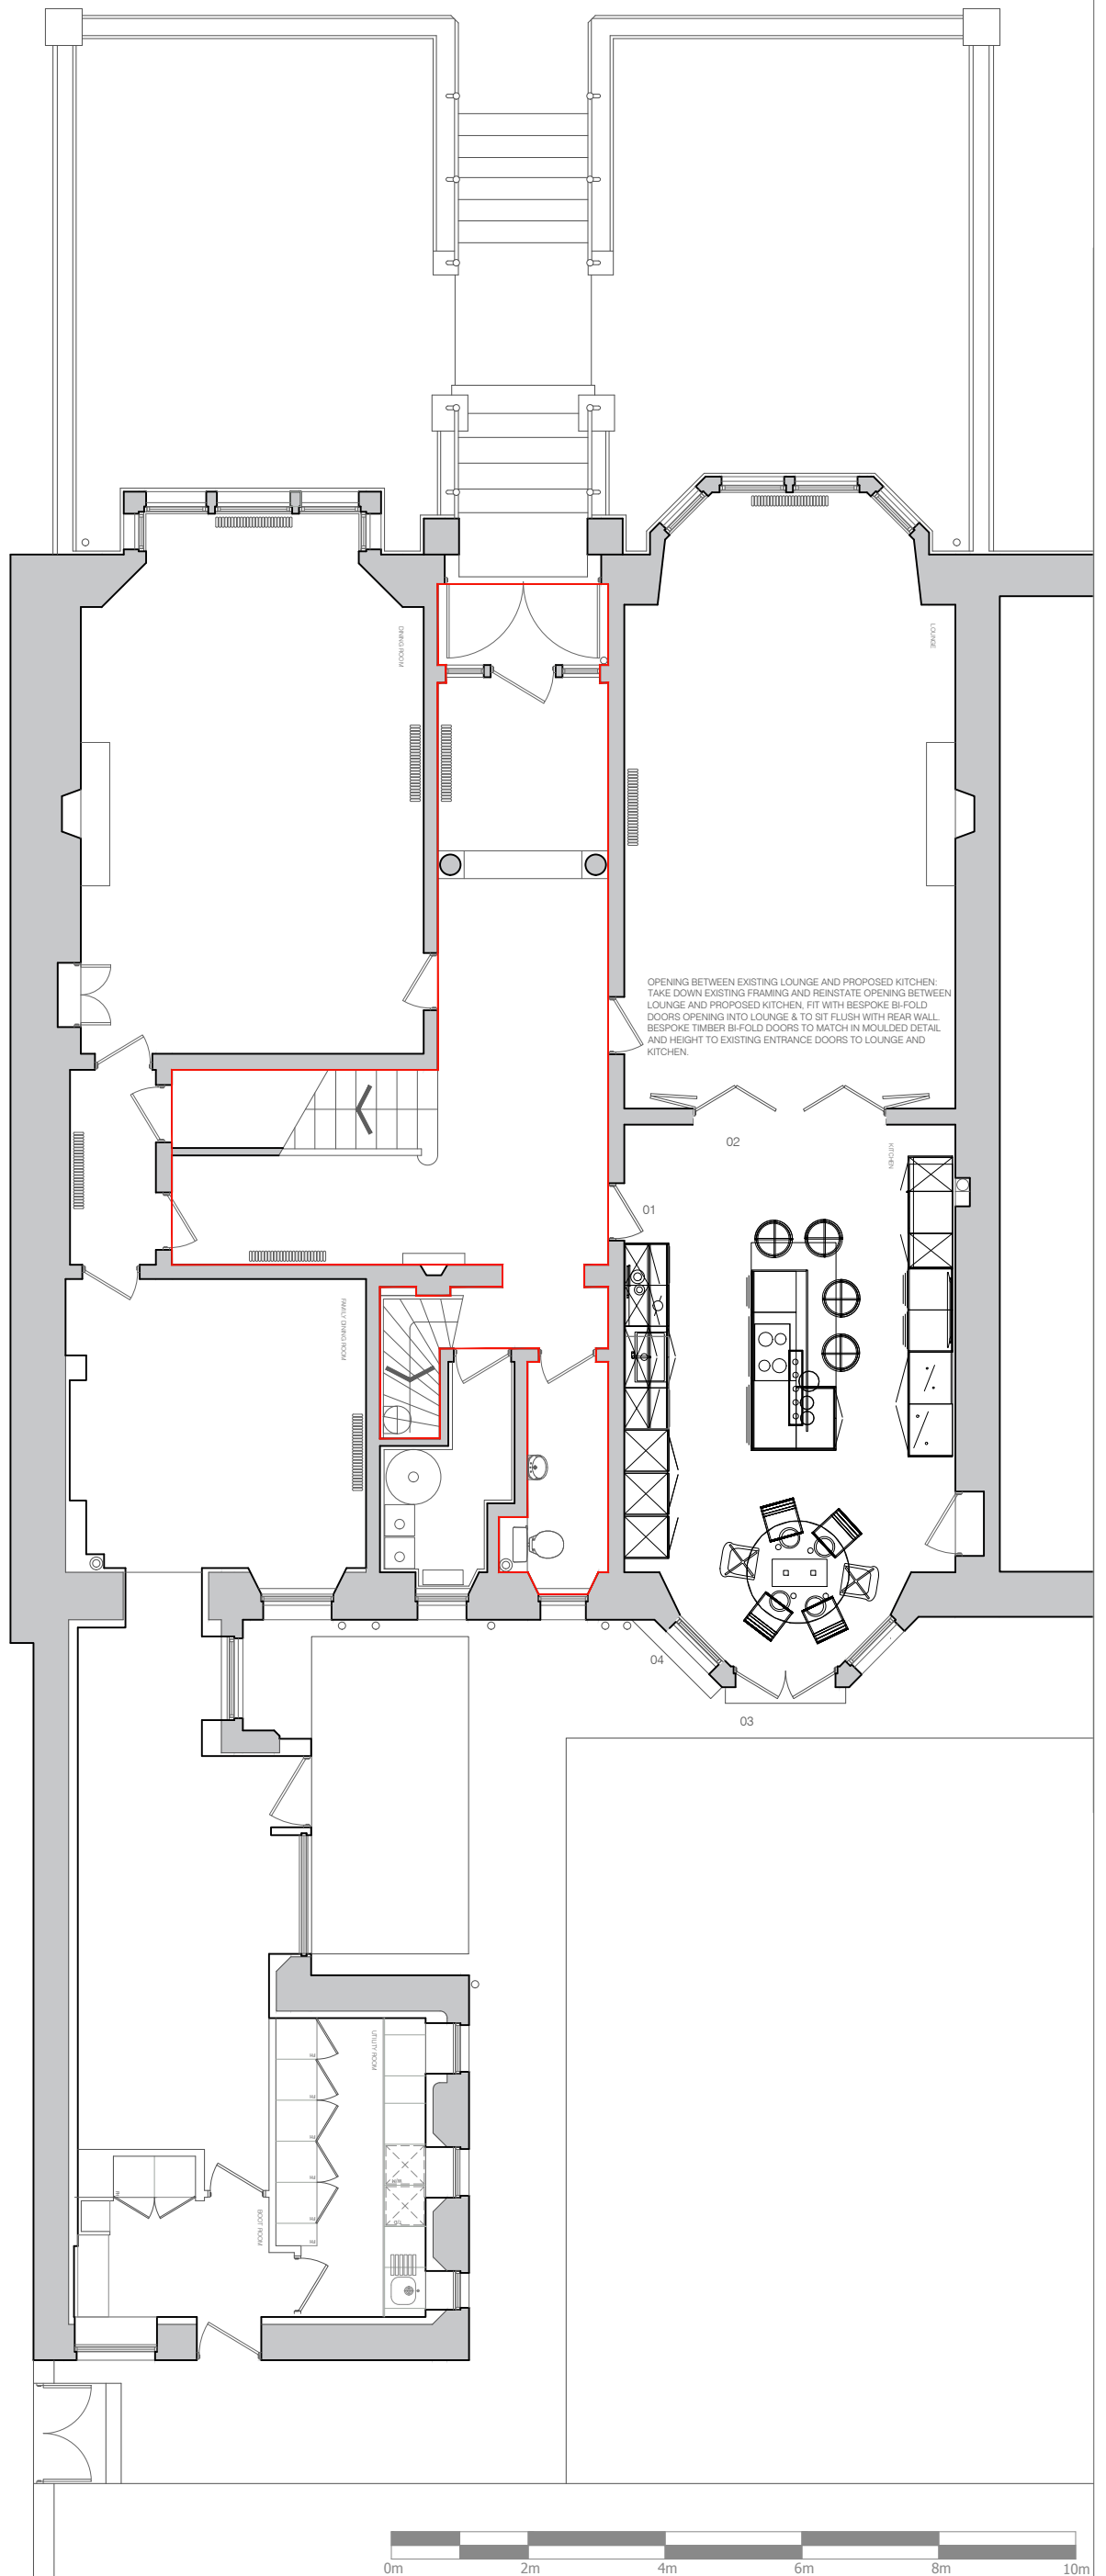 DINING ROOM
LOUNGE
OPENING BETWEEN EXISTING LOUNGE AND PROPOSED KITCHEN:
TAKE DOWN EXISTING FRAMING AND REINSTATE OPENING BETWEEN
LOUNGE AND PROPOSED KITCHEN, FIT WITH BESPOKE BI-FOLD
DOORS OPENING INTO LOUNGE & TO SIT FLUSH WITH REAR WALL.
BESPOKE TIMBER BI-FOLD DOORS TO MATCH IN MOULDED DETAIL
AND HEIGHT TO EXISTING ENTRANCE DOORS TO LOUNGE AND
KITCHEN.
02
KITCHEN
01
FAMILY DINING ROOM
04
03
UTILITY ROOM
BOOT ROOM
0m 2m 4m 6m 8m 10m